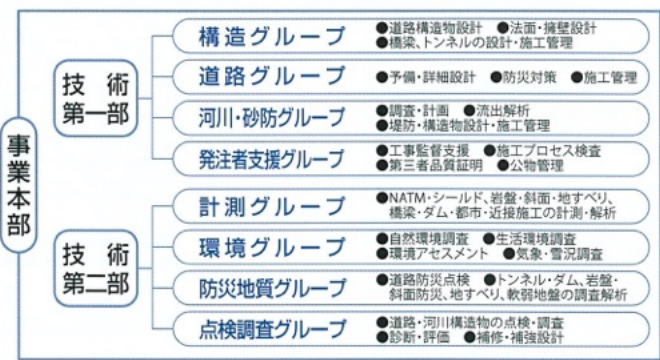 事業本部
技術
第一部
構造グループ
●道路構造物設計 ●法面・擁壁設計
●橋梁、トンネルの設計・施工管理
道路グループ
●予備・詳細設計 ●防災対策 ●施工管理
河川・砂防グループ
●調査・計画 ●流出解析
●堤防・構造物設計・施工管理
発注者支援グループ
●工事監督支援 ●施工プロセス検査
●第三者品質証明 ●公物管理
技術
第二部
計測グループ
●NATM・シールド、岩盤・斜面・地すべり、
橋梁・ダム・都市・近接施工の計測・解析
環境グループ
●自然環境調査 ●生活環境調査
●環境アセスメント ●気象・雪況調査
防災地質グループ
●道路防災点検 ●トンネル・ダム、岩盤・
斜面防災、地すべり、軟弱地盤の調査解析
点検調査グループ
●道路・河川構造物の点検・調査
●診断・評価 ●補修・補強設計